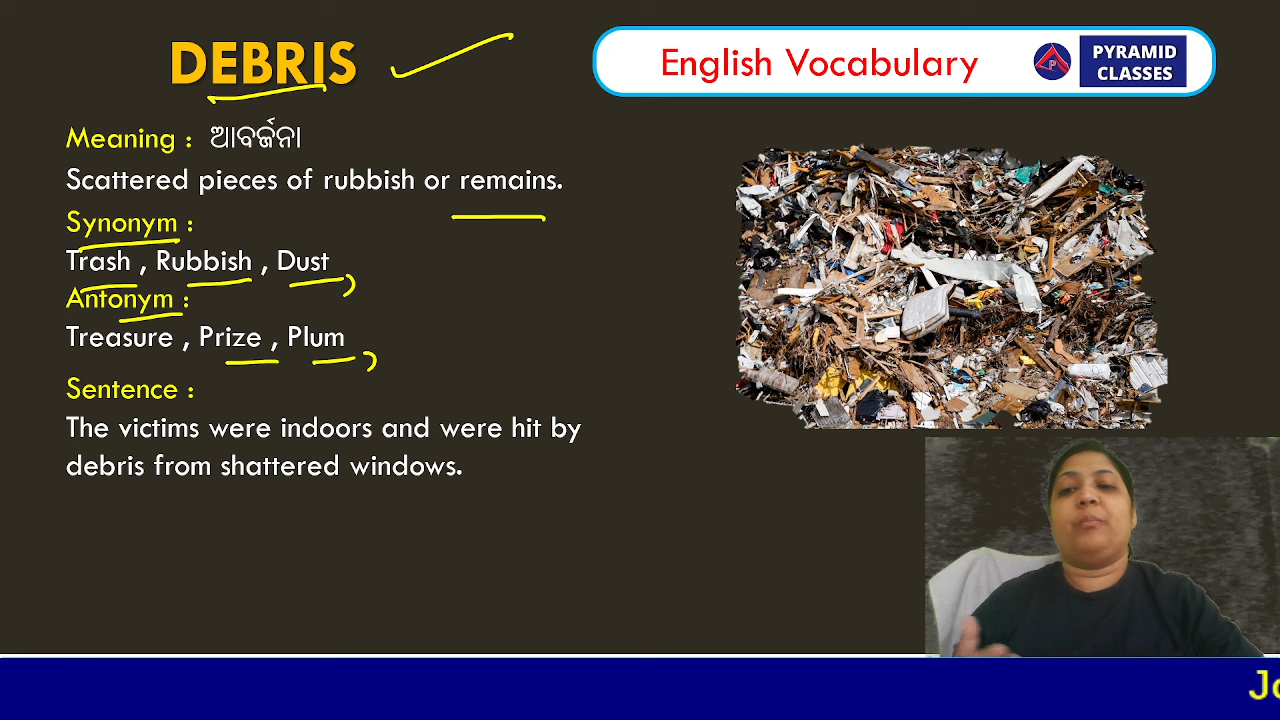 DEBRIS
English Vocabulary
PYRAMID
CLASSES
Meaning : ଆବର୍ଜନା
Scattered pieces of rubbish or remains.
Synonym :
Trash , Rubbish , Dust
Antonym :
Treasure , Prize , Plum
Sentence :
The victims were indoors and were hit by
debris from shattered windows.